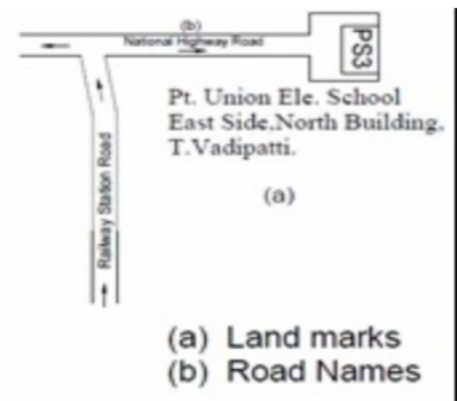 (b)
National Highway Road
PS3
Pt. Union Ele. School
East Side,North Building.
T.Vadipatti.
(a)
Railway Station Road
(a) Land marks
(b) Road Names